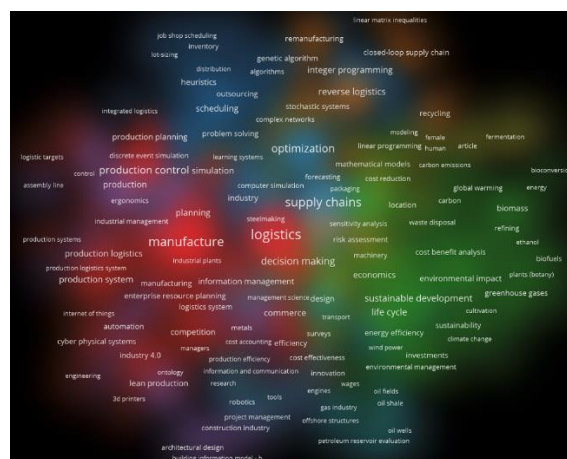 linear matrix inequalities
job shop scheduling
remanufacturing
inventory
lot-sizing
genetic algorithm
closed-loop supply chain
distribution
algorithms
integer programming
heuristics
outsourcing
reverse logistics
scheduling
stochastic systems
integrated logistics
recycling
complex networks
production planning
problem solving
modeling
female
fermentation
optimization
linear programming
human
article
logistic targets
discrete event simulation
learning systems
mathematical models
carbon emissions
control
production control
simulation
forecasting
cost reduction
bioconversi
assembly line
production
computer simulation
packaging
global warming
energy
ergonomics
industry
supply chains
location
carbon
biomass
planning
industrial management
steelmaking
sensitivity analysis
waste disposal
refining
production systems
manufacture
logistics
risk assessment
ethanol
production logistics
industrial plants
decision making
machinery
cost benefit analysis
biofuels
production logistics system
production system
manufacturing
information management
economics
environmental impact
plants (botany)
enterprise resource planning
management science
design
sustainable development
greenhouse gases
logistics system
internet of things
commerce
transport
life cycle
cultivation
automation
competition
metals
surveys
energy efficiency
sustainability
cyber physical systems
managers
cost accounting
efficiency
wind power
climate change
industry 4.0
production efficiency
cost effectiveness
investments
environmental management
engineering
ontology
information and communication
innovation
lean production
research
wages
engines
oil fields
3d printers
robotics
tools
gas industry
oil shale
project management
offshore structures
construction industry
oil wells
petroleum reservoir evaluation
architectural design
building information model - b